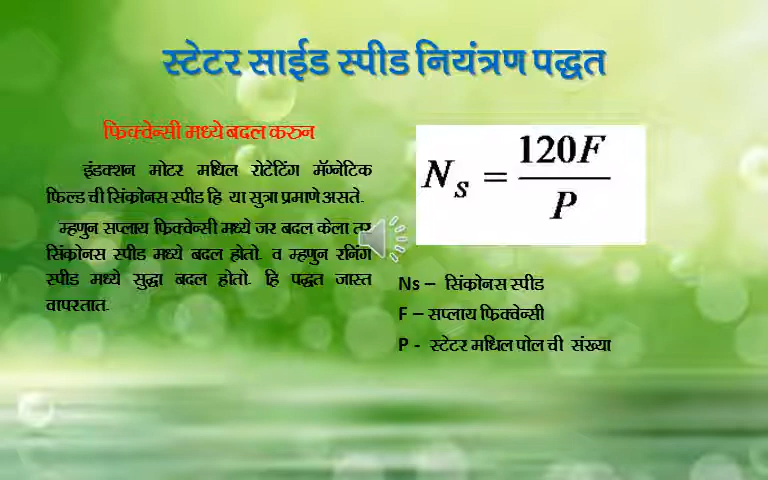 स्टेटर साईड स्पीड नियंत्रण पद्धत
फिक्वेन्सी मध्ये बदल करुन
इंडक्शन मोटर मधिल रोटेटिंग मॅग्नेटिक
फिल्ड ची सिंक्रोनस स्पीड हि या सुत्रा प्रमाणे असते.
म्हणुन सप्लाय फिक्वेन्सी मध्ये जर बदल केला तर
सिंक्रोनस स्पीड मध्ये बदल होतो. व म्हणुन रनिंग
स्पीड मध्ये सुद्धा बदल होतो. हि पद्धत जास्त
वापरतात.
Ns = 120F / P
Ns – सिंक्रोनस स्पीड
F – सप्लाय फिक्वेन्सी
P - स्टेटर मधिल पोल ची संख्या